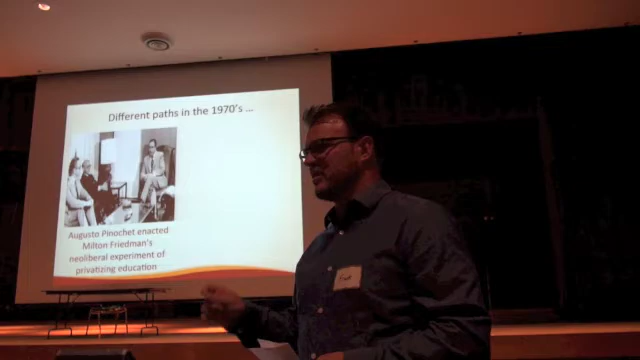 Different paths in the 1970's ...
Augusto Pinochet enacted
Milton Friedman's
neoliberal experiment of
privatizing education